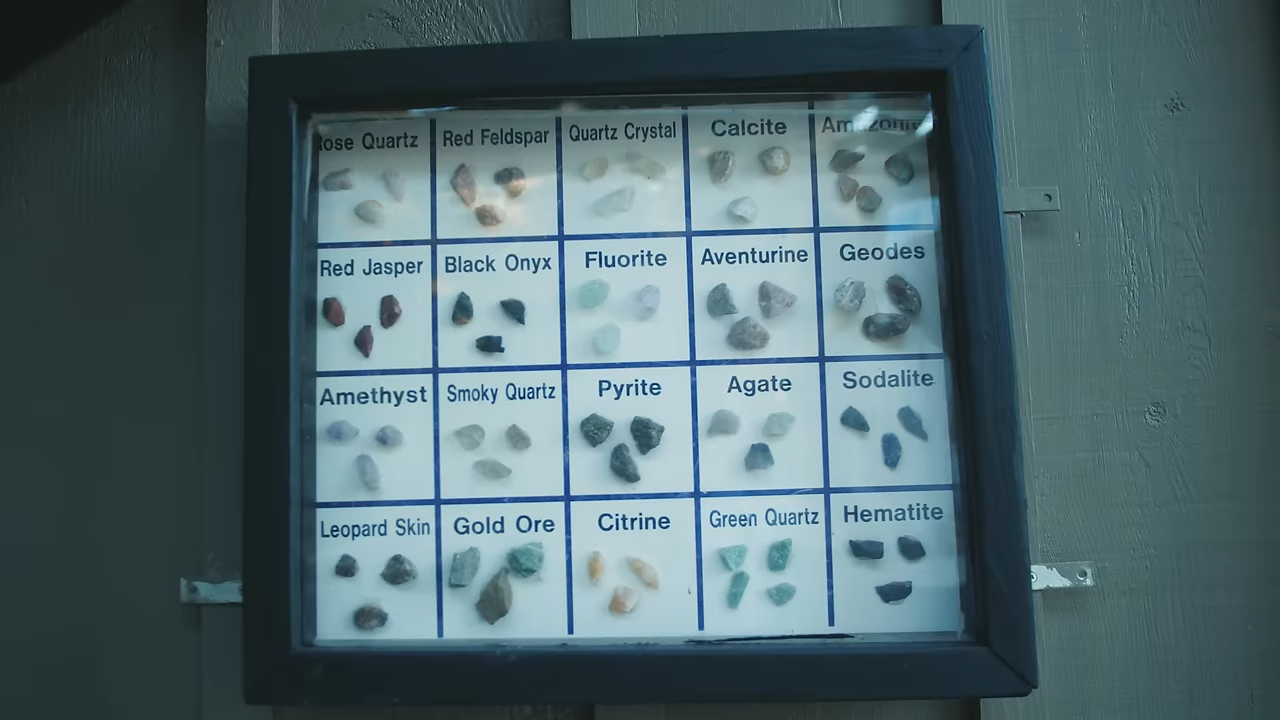 Rose Quartz
Red Feldspar
Quartz Crystal
Calcite
Red Jasper
Black Onyx
Fluorite
Aventurine
Geodes
Amethyst
Smoky Quartz
Pyrite
Agate
Sodalite
Leopard Skin
Gold Ore
Citrine
Green Quartz
Hematite